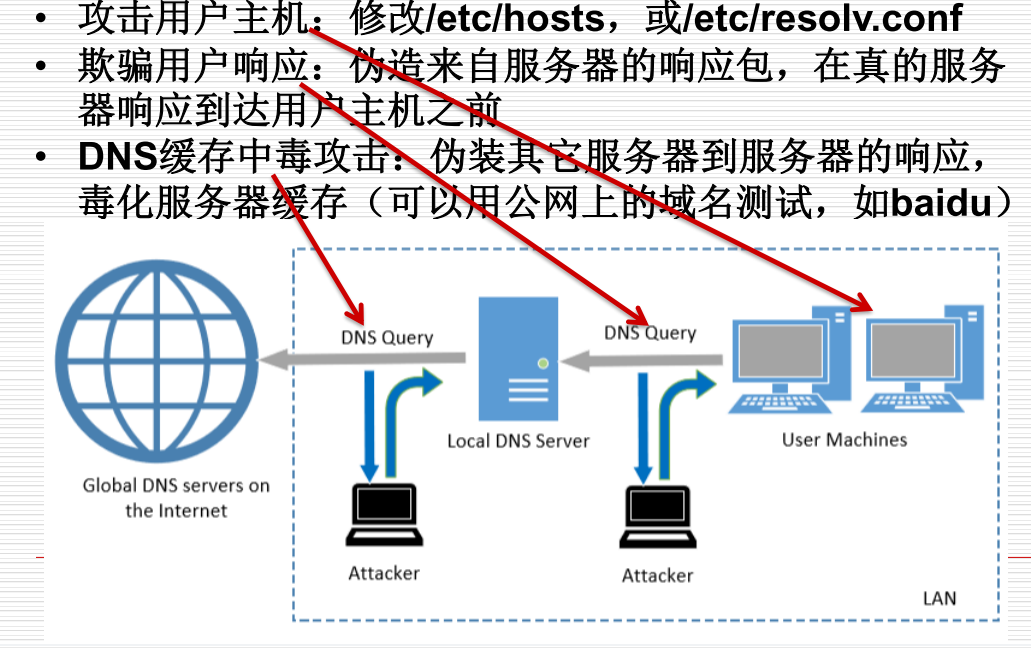 • 攻击用户主机：修改/etc/hosts，或/etc/resolv.conf
• 欺骗用户响应：伪造来自服务器的响应包，在真的服务
器响应到达用户主机之前
• DNS缓存中毒攻击：伪装其它服务器到服务器的响应，
毒化服务器缓存（可以用公网上的域名测试，如baidu）
DNS Query
DNS Query
Local DNS Server
User Machines
Global DNS servers on
the Internet
Attacker
Attacker
LAN